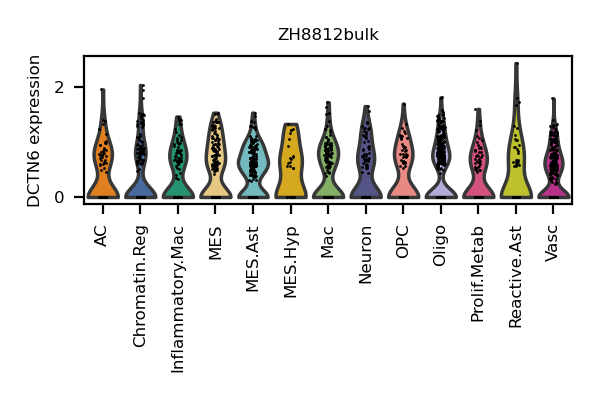 ZH8812bulk
DCTN6 expression
2
0
AC
Chromatin.Reg
Inflammatory.Mac
MES
MES.Ast
MES.Hyp
Mac
Neuron
OPC
Oligo
Prolif.Metab
Reactive.Ast
Vasc